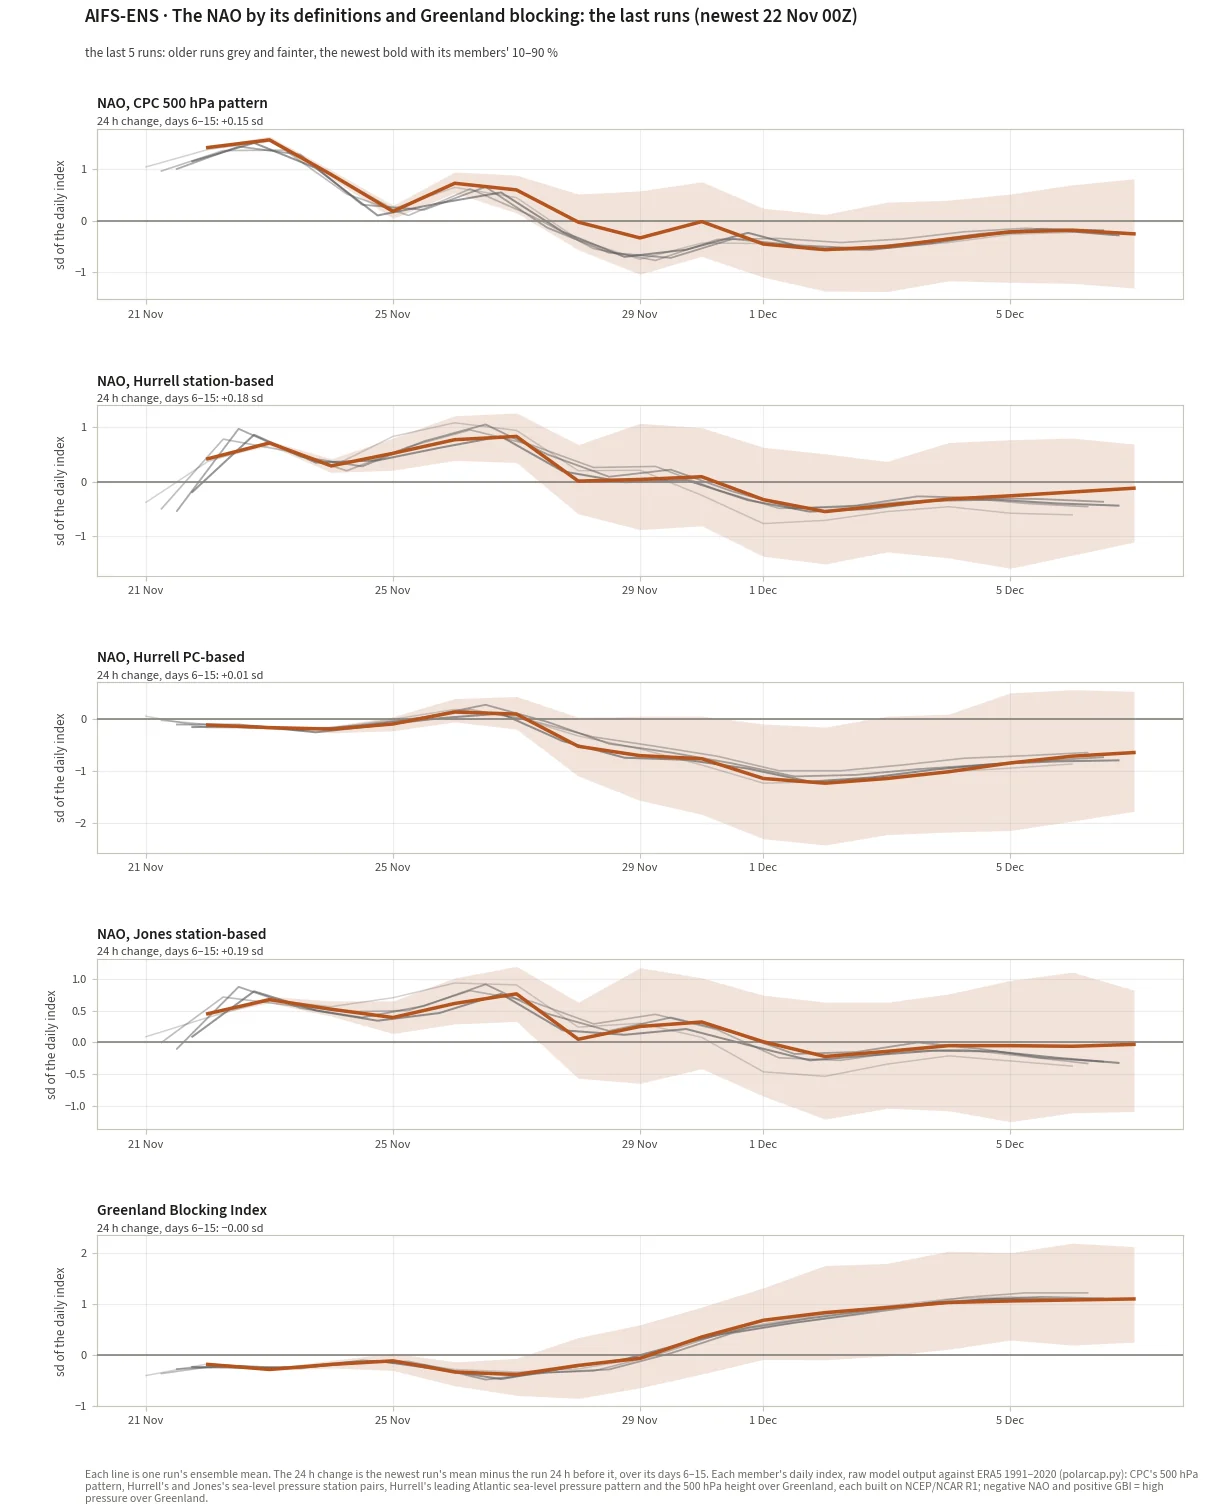 AIFS-ENS · The NAO by its definitions and Greenland blocking: the last runs (newest 22 Nov 00Z)
the last 5 runs: older runs grey and fainter, the newest bold with its members' 10–90 %
NAO, CPC 500 hPa pattern
24 h change, days 6–15: +0.15 sd
sd of the daily index
1
0
−1
21 Nov
25 Nov
29 Nov
1 Dec
5 Dec
NAO, Hurrell station-based
24 h change, days 6–15: +0.18 sd
sd of the daily index
1
0
−1
21 Nov
25 Nov
29 Nov
1 Dec
5 Dec
NAO, Hurrell PC-based
24 h change, days 6–15: +0.01 sd
sd of the daily index
0
−1
−2
21 Nov
25 Nov
29 Nov
1 Dec
5 Dec
NAO, Jones station-based
24 h change, days 6–15: +0.19 sd
sd of the daily index
1.0
0.5
0.0
−0.5
−1.0
21 Nov
25 Nov
29 Nov
1 Dec
5 Dec
Greenland Blocking Index
24 h change, days 6–15: −0.00 sd
sd of the daily index
2
1
0
−1
21 Nov
25 Nov
29 Nov
1 Dec
5 Dec
Each line is one run's ensemble mean. The 24 h change is the newest run's mean minus the run 24 h before it, over its days 6–15. Each member's daily index, raw model output against ERA5 1991–2020 (polarcap.py): CPC's 500 hPa
pattern, Hurrell's and Jones's sea-level pressure station pairs, Hurrell's leading Atlantic sea-level pressure pattern and the 500 hPa height over Greenland, each built on NCEP/NCAR R1; negative NAO and positive GBI = high
pressure over Greenland.